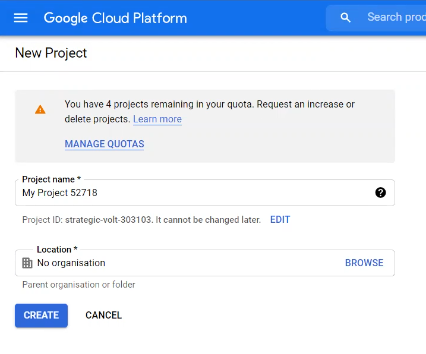 Google Cloud Platform
Search
New Project
You have 4 projects remaining in your quota. Request an increase or
delete projects. Learn more
MANAGE QUOTAS
Project name *
My Project 52718
Project ID: strategic-volt-303103. It cannot be changed later. EDIT
Location *
No organisation BROWSE
Parent organisation or folder
CREATE CANCEL